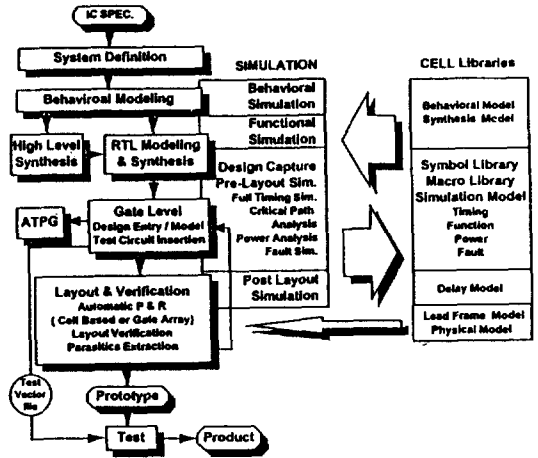 IC SPEC.
System Definition
Behaviroal Modeling
High Level
Synthesis
RTL Modeling
& Synthesis
ATPG
Gate Level
Design Entry / Model
Test Circuit Insertion
Layout & Verification
Automatic P & R
( Cell Based or Gate Array)
Layout Verification
Parasitics Extraction
Test
Vector
file
Prototype
Test
Product
SIMULATION
Behavioral
Simulation
Functional
Simulation
Design Capture
Pre-Layout Sim.
Full Timing Sim.
Critical Path
Analysis
Power Analysis
Fault Sim.
Post Layout
Simulation
CELL Libraries
Behavioral Model
Synthesis Model
Symbol Library
Macro Library
Simulation Model
Timing
Function
Power
Fault
Delay Model
Lead Frame Model
Physical Model